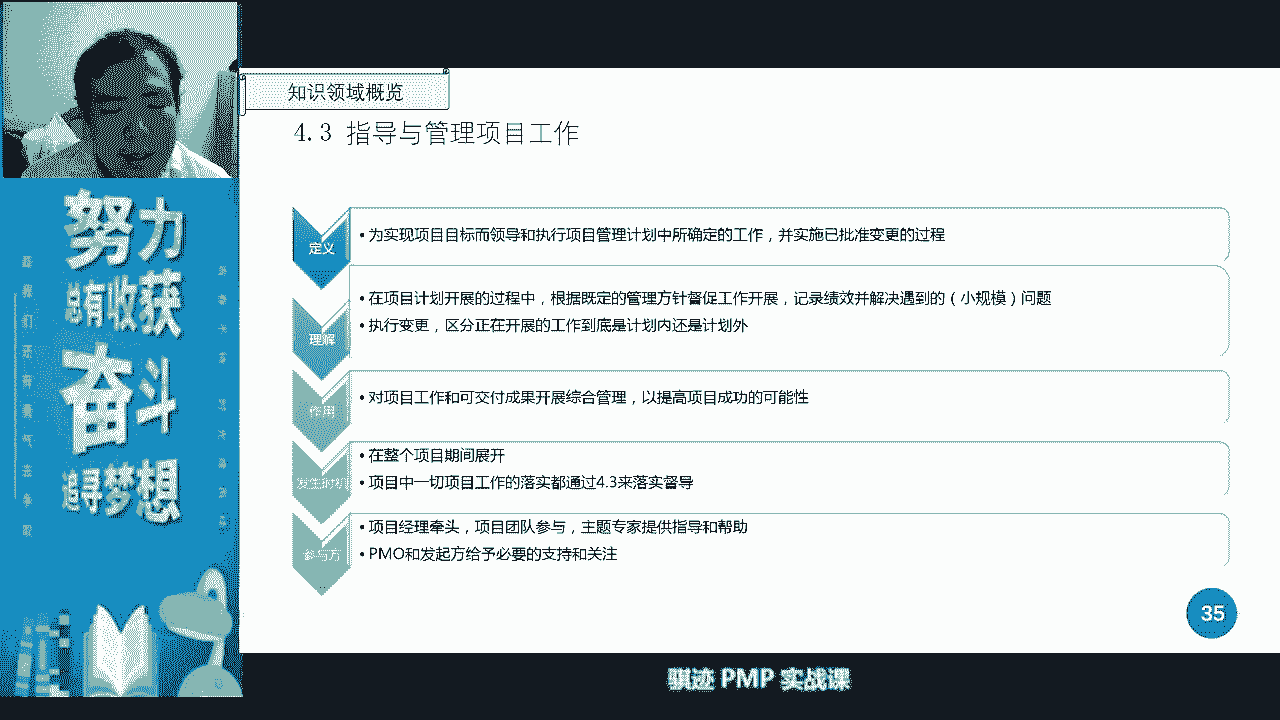 知识领域概览
4.3 指导与管理项目工作
定义
• 为实现项目目标而领导和执行项目管理计划中所确定的工作，并实施已批准变更的过程
理解
• 在项目计划开展的过程中，根据既定的管理方针督促工作开展，记录绩效并解决遇到的（小规模）问题
• 执行变更，区分正在开展的工作到底是计划内还是计划外
作用
• 对项目工作和可交付成果开展综合管理，以提高项目成功的可能性
发生时机
• 在整个项目期间展开
• 项目中一切项目工作的落实都通过4.3来落实督导
参与方
• 项目经理牵头，项目团队参与，主题专家提供指导和帮助
• PMO和发起方给予必要的支持和关注
35
努力
总有收获
奋斗
追寻梦想
骐迹 PMP 实战课